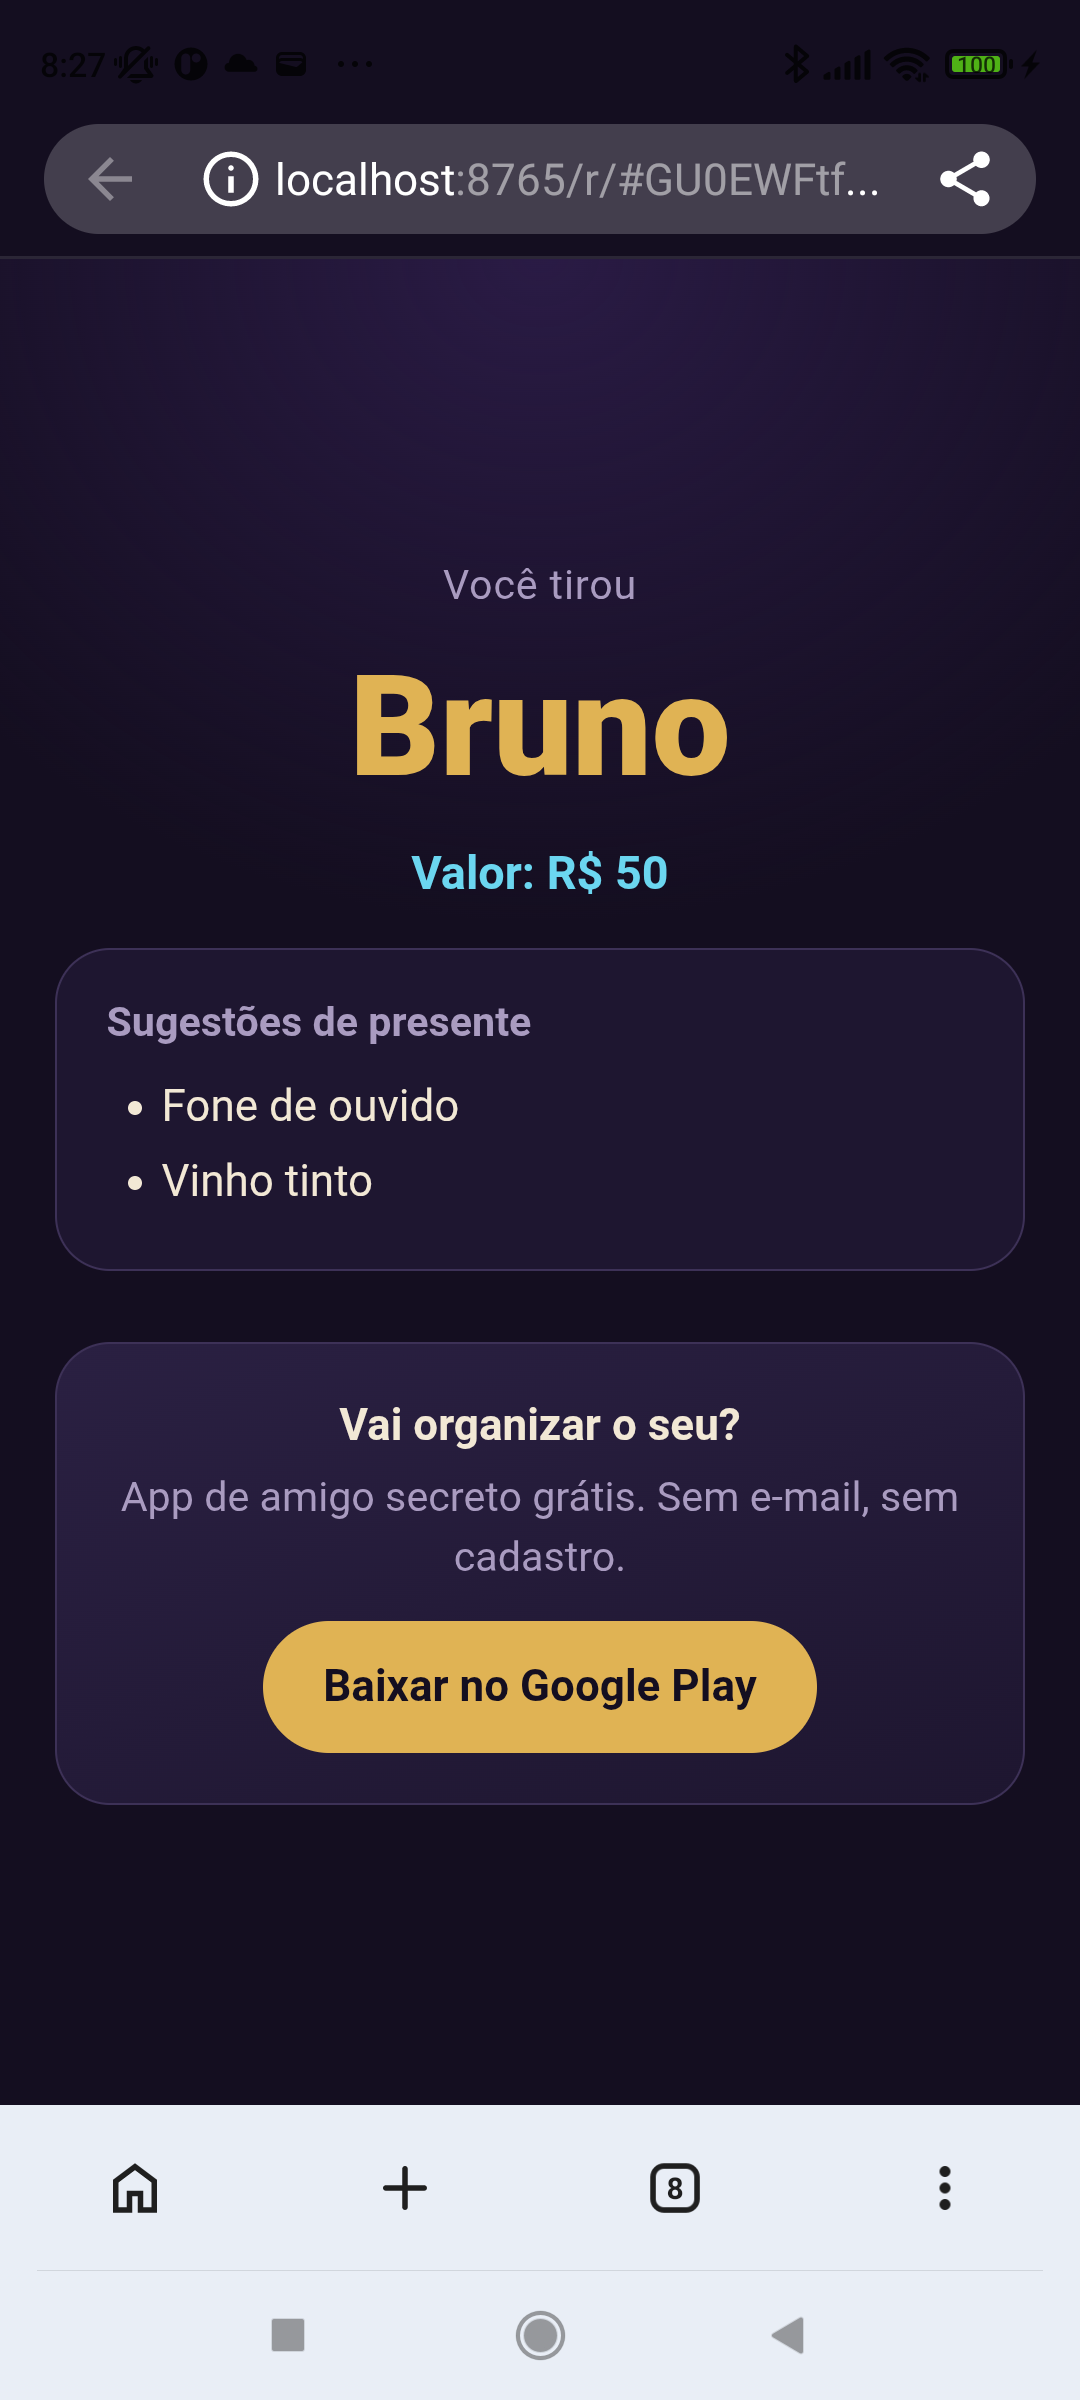 8:27
100
localhost:8765/r/#GU0EWFtf...
Você tirou
Bruno
Valor: R$ 50
Sugestões de presente
• Fone de ouvido
• Vinho tinto
Vai organizar o seu?
App de amigo secreto grátis. Sem e-mail, sem
cadastro.
Baixar no Google Play
8